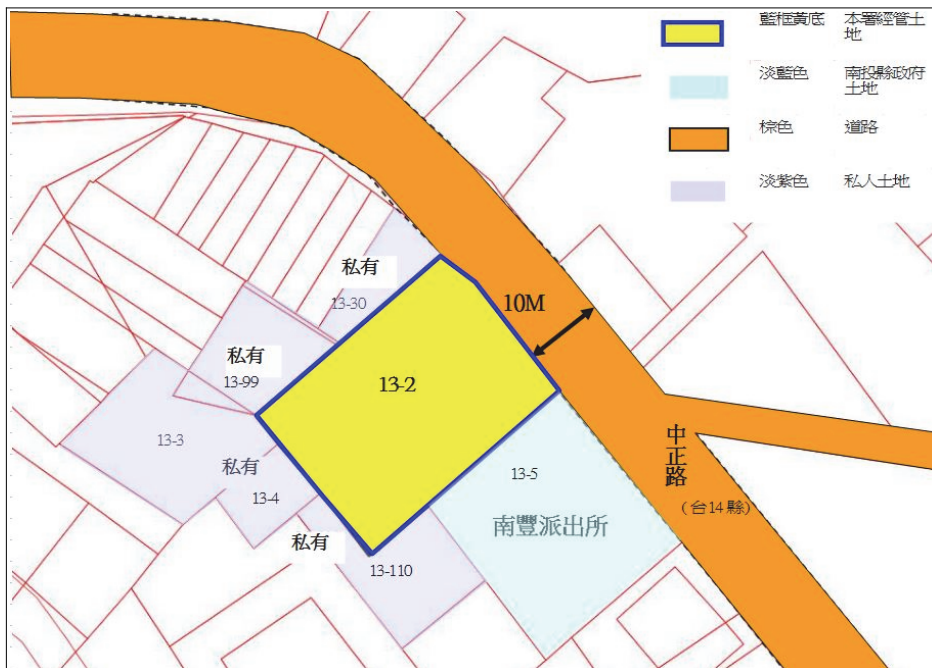 藍框黃底 本署經管土
地
淡藍色 南投縣政府
土地
棕色 道路
淡紫色 私人土地
私有
13-30
10M
私有
13-99
13-2
13-3
中正路
私有
13-4
13-5
(台14縣)
南豐派出所
私有
13-110